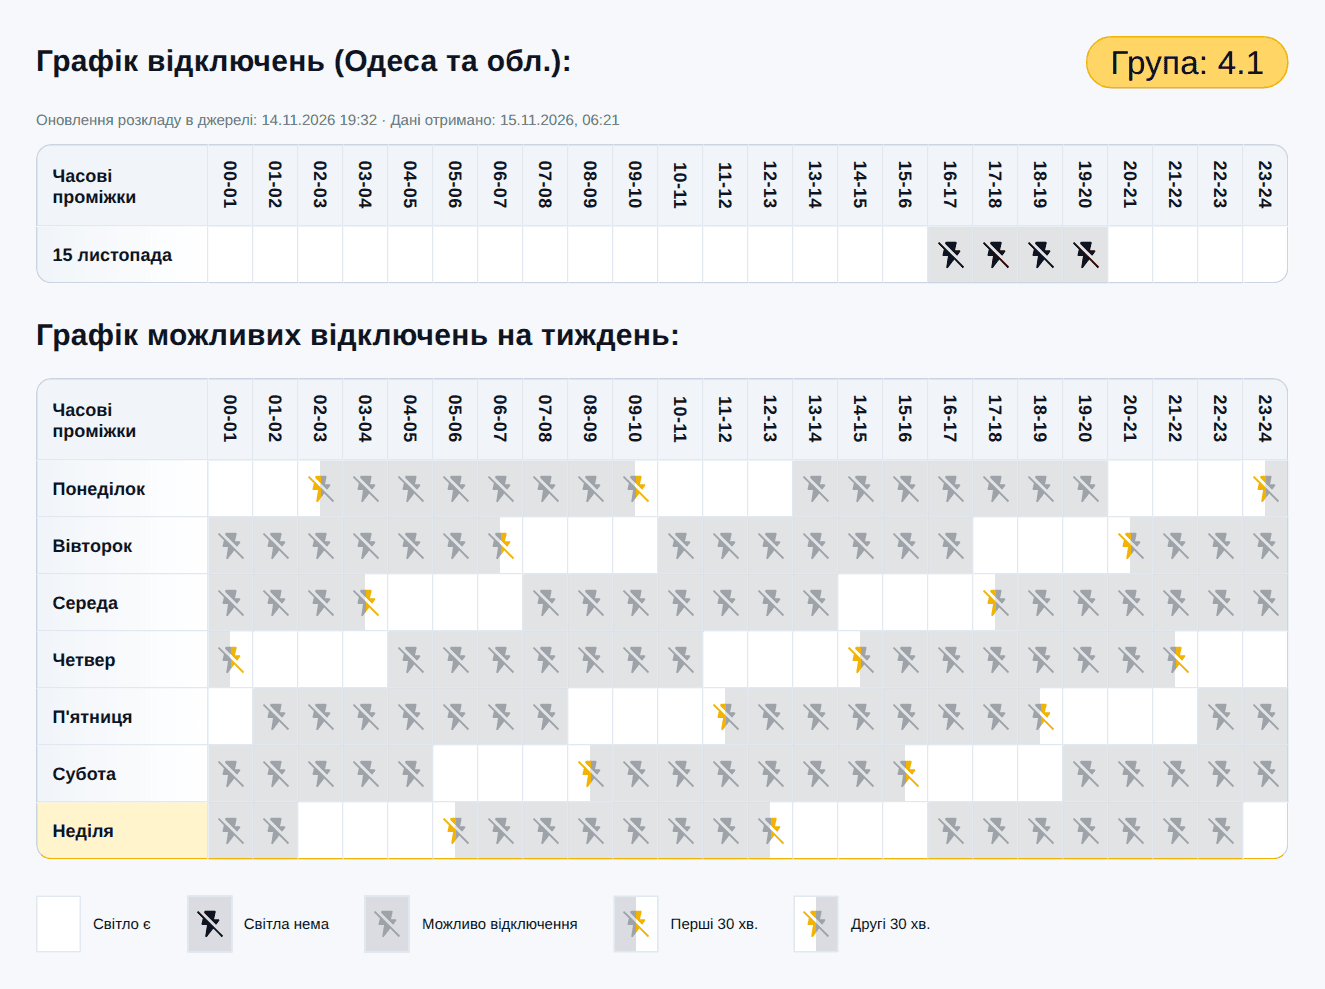 Графік відключень (Одеса та обл.):
Група: 4.1
Оновлення розкладу в джерелі: 14.11.2026 19:32 · Дані отримано: 15.11.2026, 06:21
Часові проміжки 00-01 01-02 02-03 03-04 04-05 05-06 06-07 07-08 08-09 09-10 10-11 11-12 12-13 13-14 14-15 15-16 16-17 17-18 18-19 19-20 20-21 21-22 22-23 23-24
15 листопада
Графік можливих відключень на тиждень:
Часові проміжки 00-01 01-02 02-03 03-04 04-05 05-06 06-07 07-08 08-09 09-10 10-11 11-12 12-13 13-14 14-15 15-16 16-17 17-18 18-19 19-20 20-21 21-22 22-23 23-24
Понеділок
Вівторок
Середа
Четвер
П'ятниця
Субота
Неділя
Світло є Світла нема Можливо відключення Перші 30 хв. Другі 30 хв.